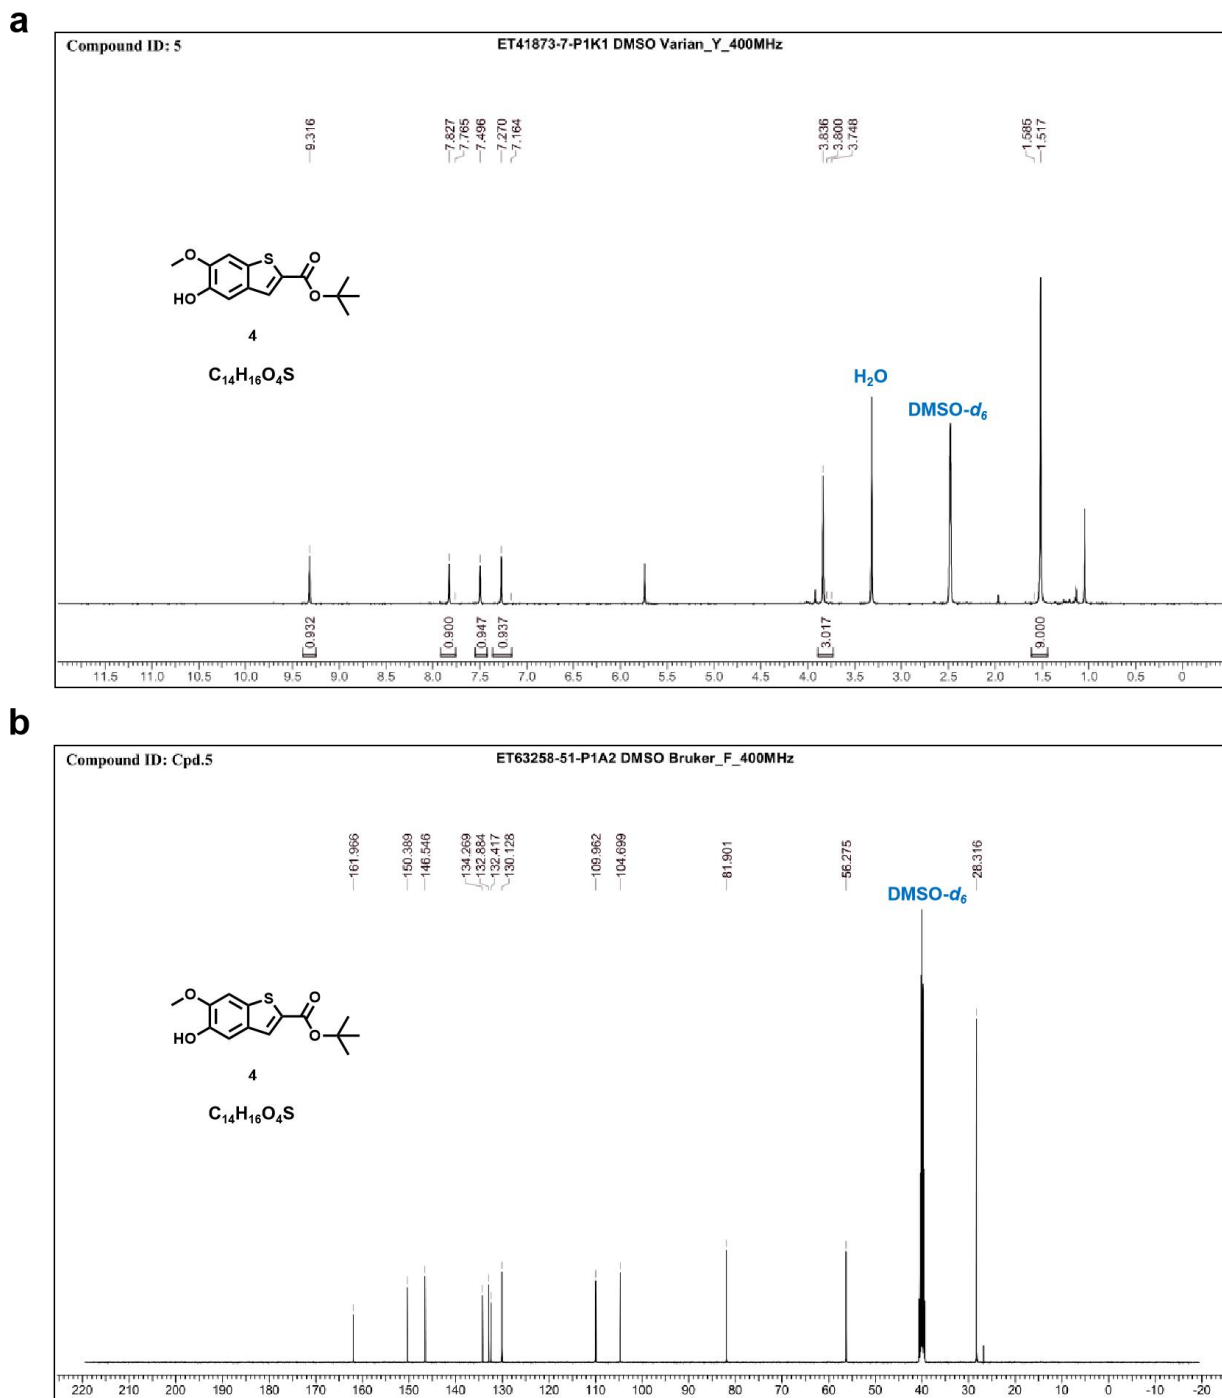 a
Compound ID: 5
ET41873-7-P1K1 DMSO Varian_Y_400MHz
9.316
7.827
7.765
7.496
7.270
7.164
3.836
3.800
3.748
1.585
1.517
O
S
O
HO
O
4
C14H16O4S
H2O
DMSO-d6
0.932
0.900
0.947
0.937
3.017
9.000
11.5 11.0 10.5 10.0 9.5 9.0 8.5 8.0 7.5 7.0 6.5 6.0 5.5 5.0 4.5 4.0 3.5 3.0 2.5 2.0 1.5 1.0 0.5 0
b
Compound ID: Cpd.5
ET63258-51-P1A2 DMSO Bruker_F_400MHz
161.966
150.389
146.546
134.269
132.884
132.417
130.128
109.962
104.699
81.901
56.275
28.316
DMSO-d6
O
S
O
HO
O
4
C14H16O4S
220 210 200 190 180 170 160 150 140 130 120 110 100 90 80 70 60 50 40 30 20 10 0 -10 -20